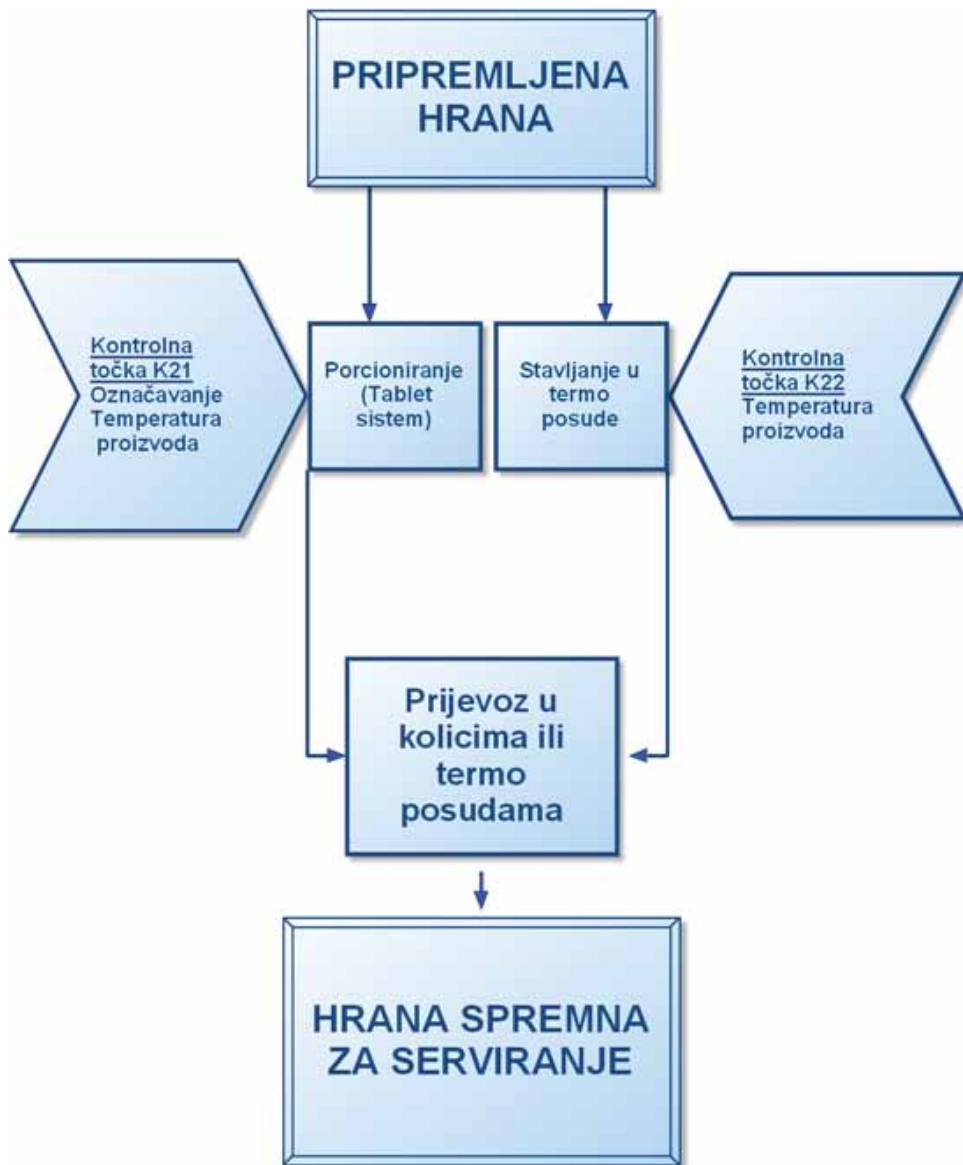 PRIPREMLJENA
HRANA
Kontrolna
točka K21
Označavanje
Temperatura
proizvoda
Porcioniranje
(Tablet
sistem)
Stavljanje u
termo
posude
Kontrolna
točka K22
Temperatura
proizvoda
Prijevoz u
kolicima ili
termo
posudama
HRANA SPREMNA
ZA SERVIRANJE